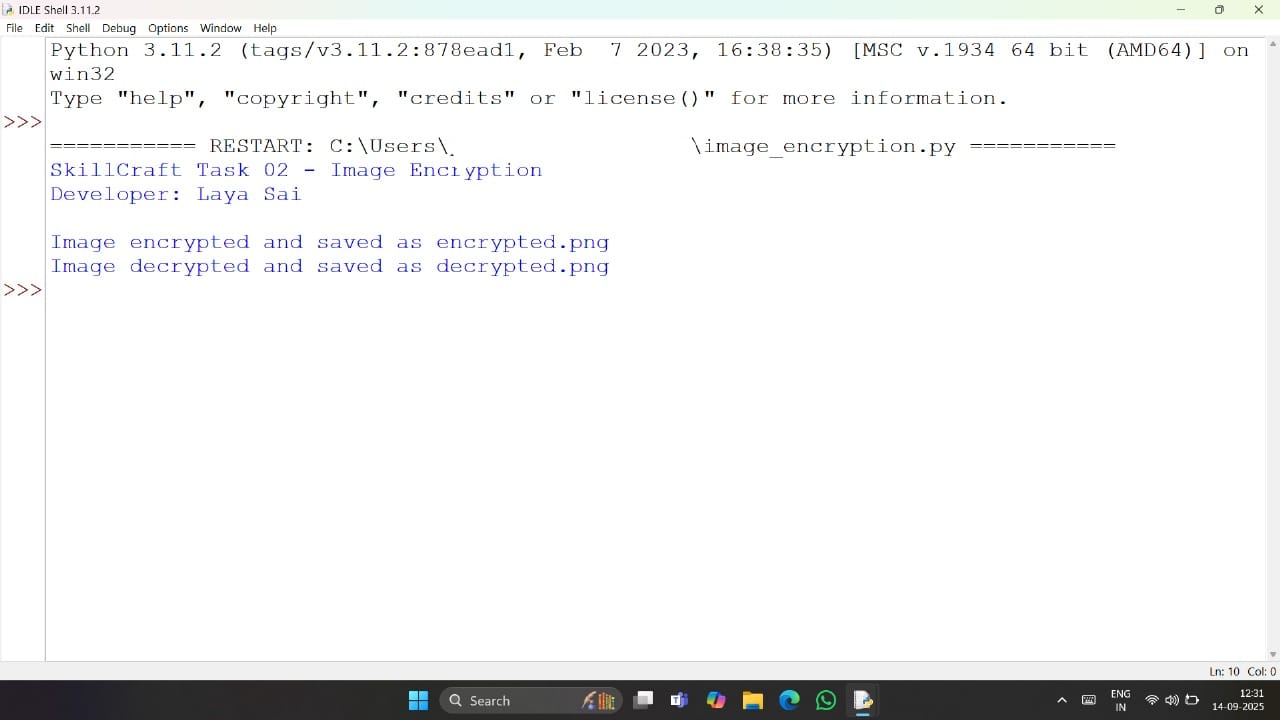 IDLE Shell 3.11.2
File Edit Shell Debug Options Window Help
Python 3.11.2 (tags/v3.11.2:878ead1, Feb  7 2023, 16:38:35) [MSC v.1934 64 bit (AMD64)] on
win32
Type "help", "copyright", "credits" or "license()" for more information.
>>>
=========== RESTART: C:\Users\ \image_encryption.py ===========
SkillCraft Task 02 - Image Encryption
Developer: Laya Sai
Image encrypted and saved as encrypted.png
Image decrypted and saved as decrypted.png
>>>
Ln: 10 Col: 0
Search
ENG
IN
12:31
14-09-2025